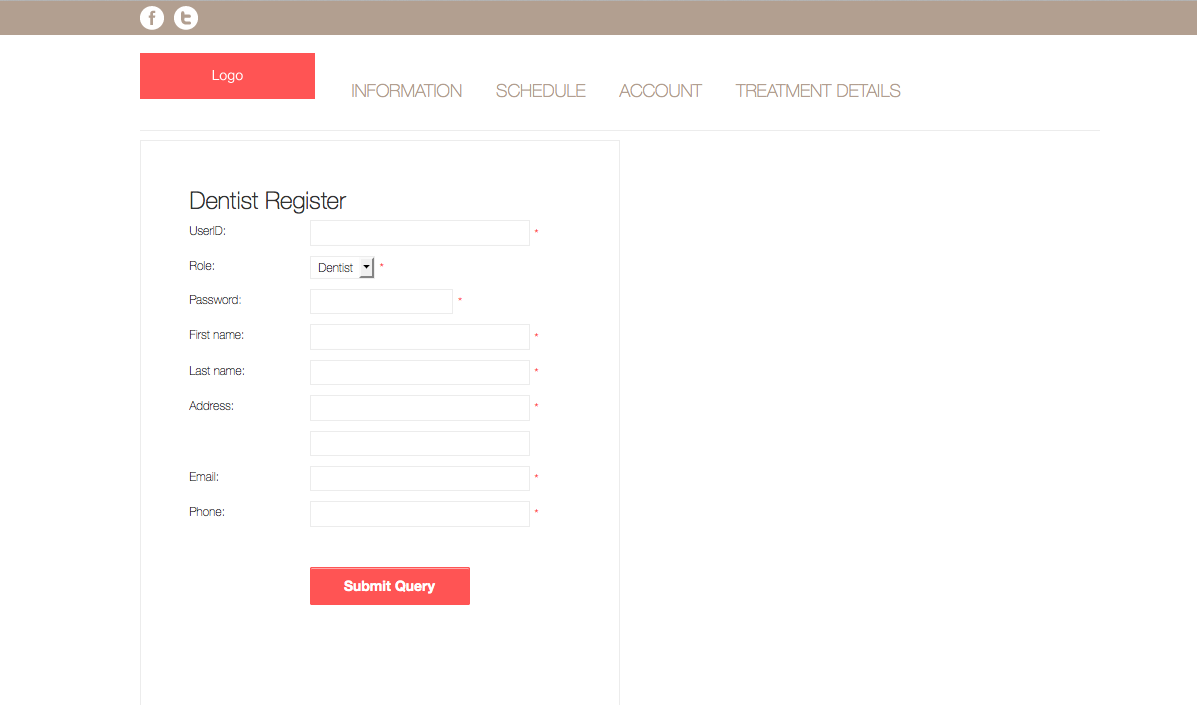 f t
Logo
INFORMATION SCHEDULE ACCOUNT TREATMENT DETAILS
Dentist Register
UserID: *
Role: Dentist *
Password: *
First name: *
Last name: *
Address: *
Email: *
Phone: *
Submit Query